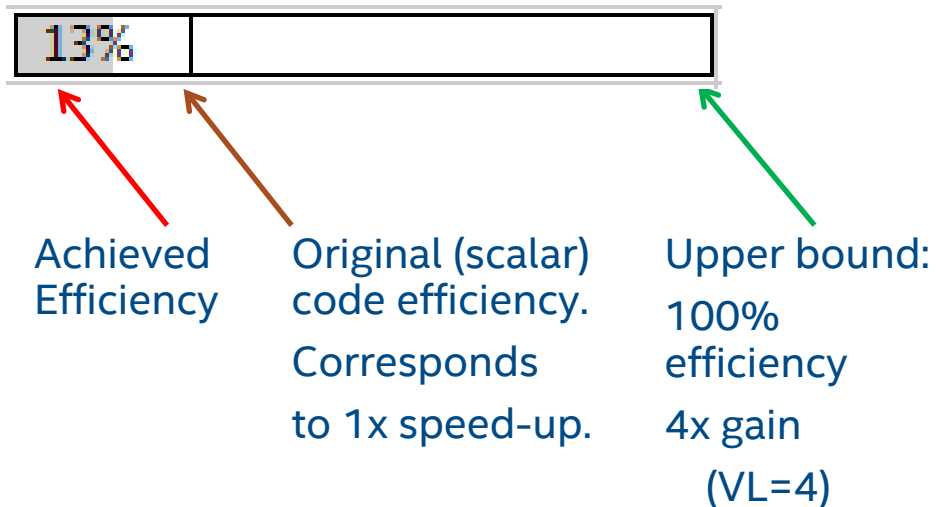 13%
Achieved
Efficiency
Original (scalar)
code efficiency.
Corresponds
to 1x speed-up.
Upper bound:
100%
efficiency
4x gain
(VL=4)